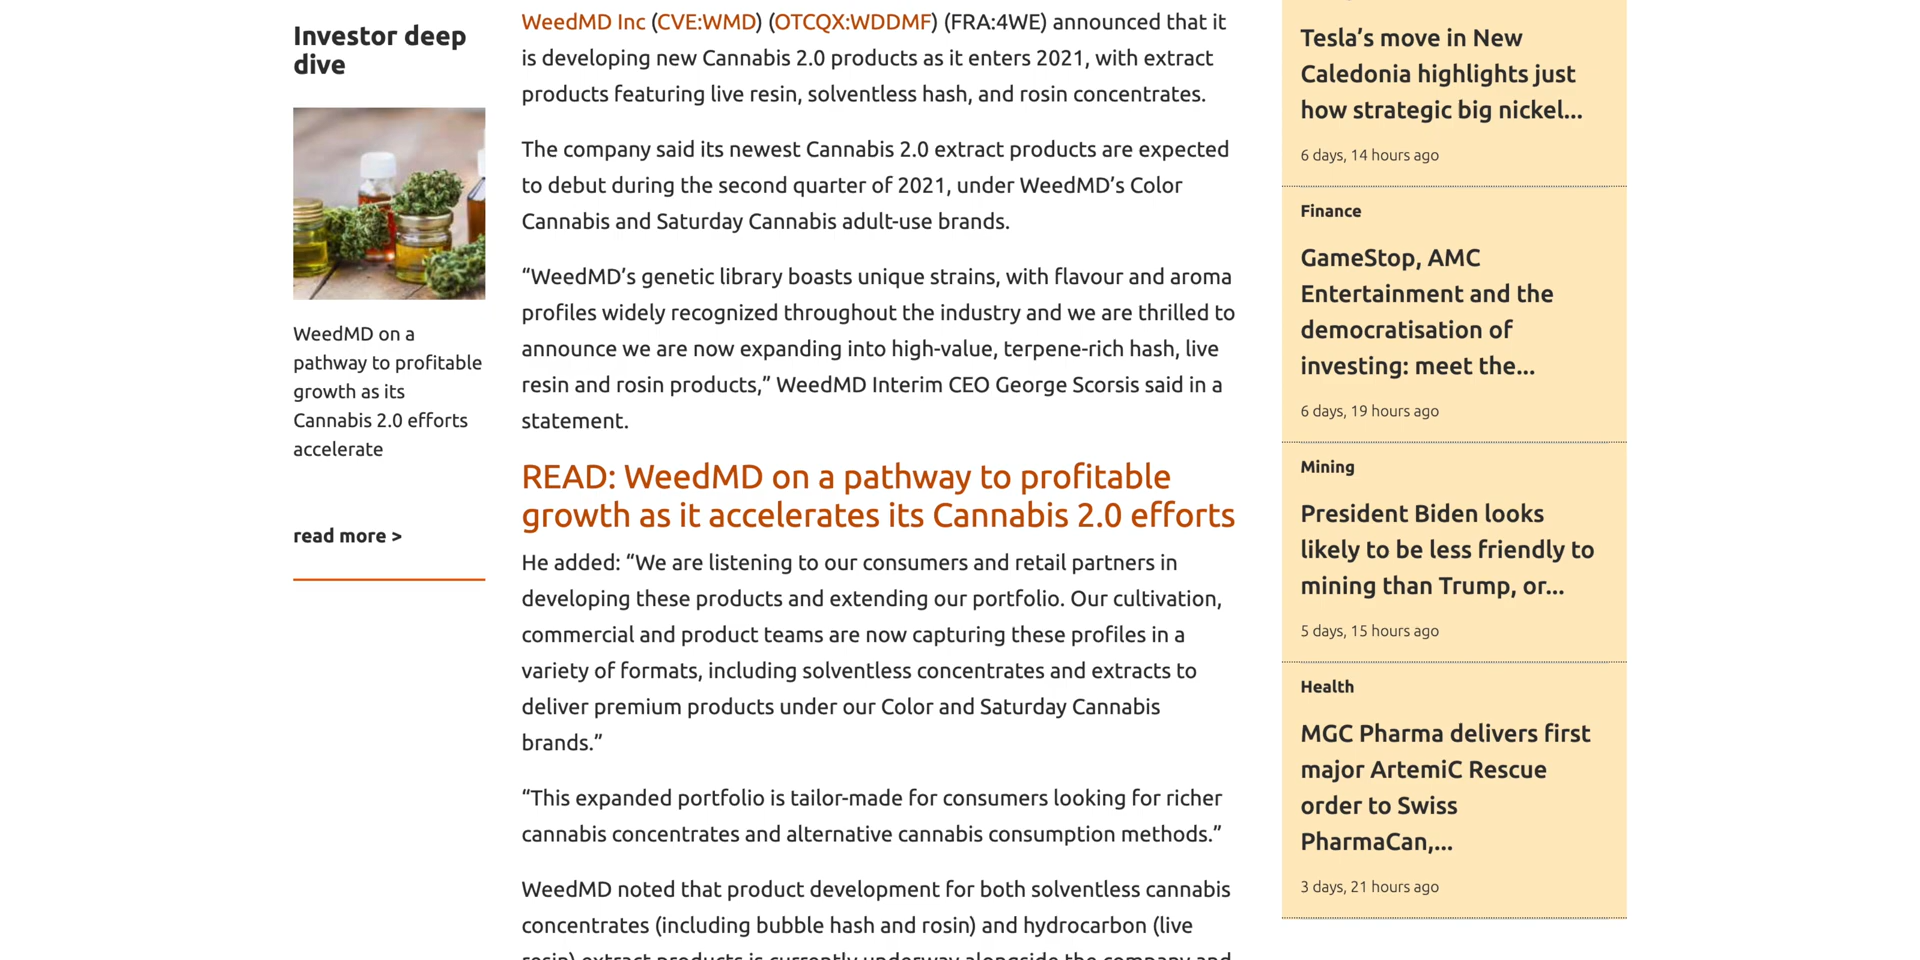 Investor deep
dive
WeedMD on a
pathway to profitable
growth as its
Cannabis 2.0 efforts
accelerate
read more >
WeedMD Inc (CVE:WMD) (OTCQX:WDDMF) (FRA:4WE) announced that it
is developing new Cannabis 2.0 products as it enters 2021, with extract
products featuring live resin, solventless hash, and rosin concentrates.
The company said its newest Cannabis 2.0 extract products are expected
to debut during the second quarter of 2021, under WeedMD’s Color
Cannabis and Saturday Cannabis adult-use brands.
“WeedMD’s genetic library boasts unique strains, with flavour and aroma
profiles widely recognized throughout the industry and we are thrilled to
announce we are now expanding into high-value, terpene-rich hash, live
resin and rosin products,” WeedMD Interim CEO George Scorsis said in a
statement.
READ: WeedMD on a pathway to profitable
growth as it accelerates its Cannabis 2.0 efforts
He added: “We are listening to our consumers and retail partners in
developing these products and extending our portfolio. Our cultivation,
commercial and product teams are now capturing these profiles in a
variety of formats, including solventless concentrates and extracts to
deliver premium products under our Color and Saturday Cannabis
brands.”
“This expanded portfolio is tailor-made for consumers looking for richer
cannabis concentrates and alternative cannabis consumption methods.”
WeedMD noted that product development for both solventless cannabis
concentrates (including bubble hash and rosin) and hydrocarbon (live
resin) extract products is currently underway alongside the company and
Tesla’s move in New
Caledonia highlights just
how strategic big nickel...
6 days, 14 hours ago
Finance
GameStop, AMC
Entertainment and the
democratisation of
investing: meet the...
6 days, 19 hours ago
Mining
President Biden looks
likely to be less friendly to
mining than Trump, or...
5 days, 15 hours ago
Health
MGC Pharma delivers first
major ArtemiC Rescue
order to Swiss
PharmaCan,...
3 days, 21 hours ago